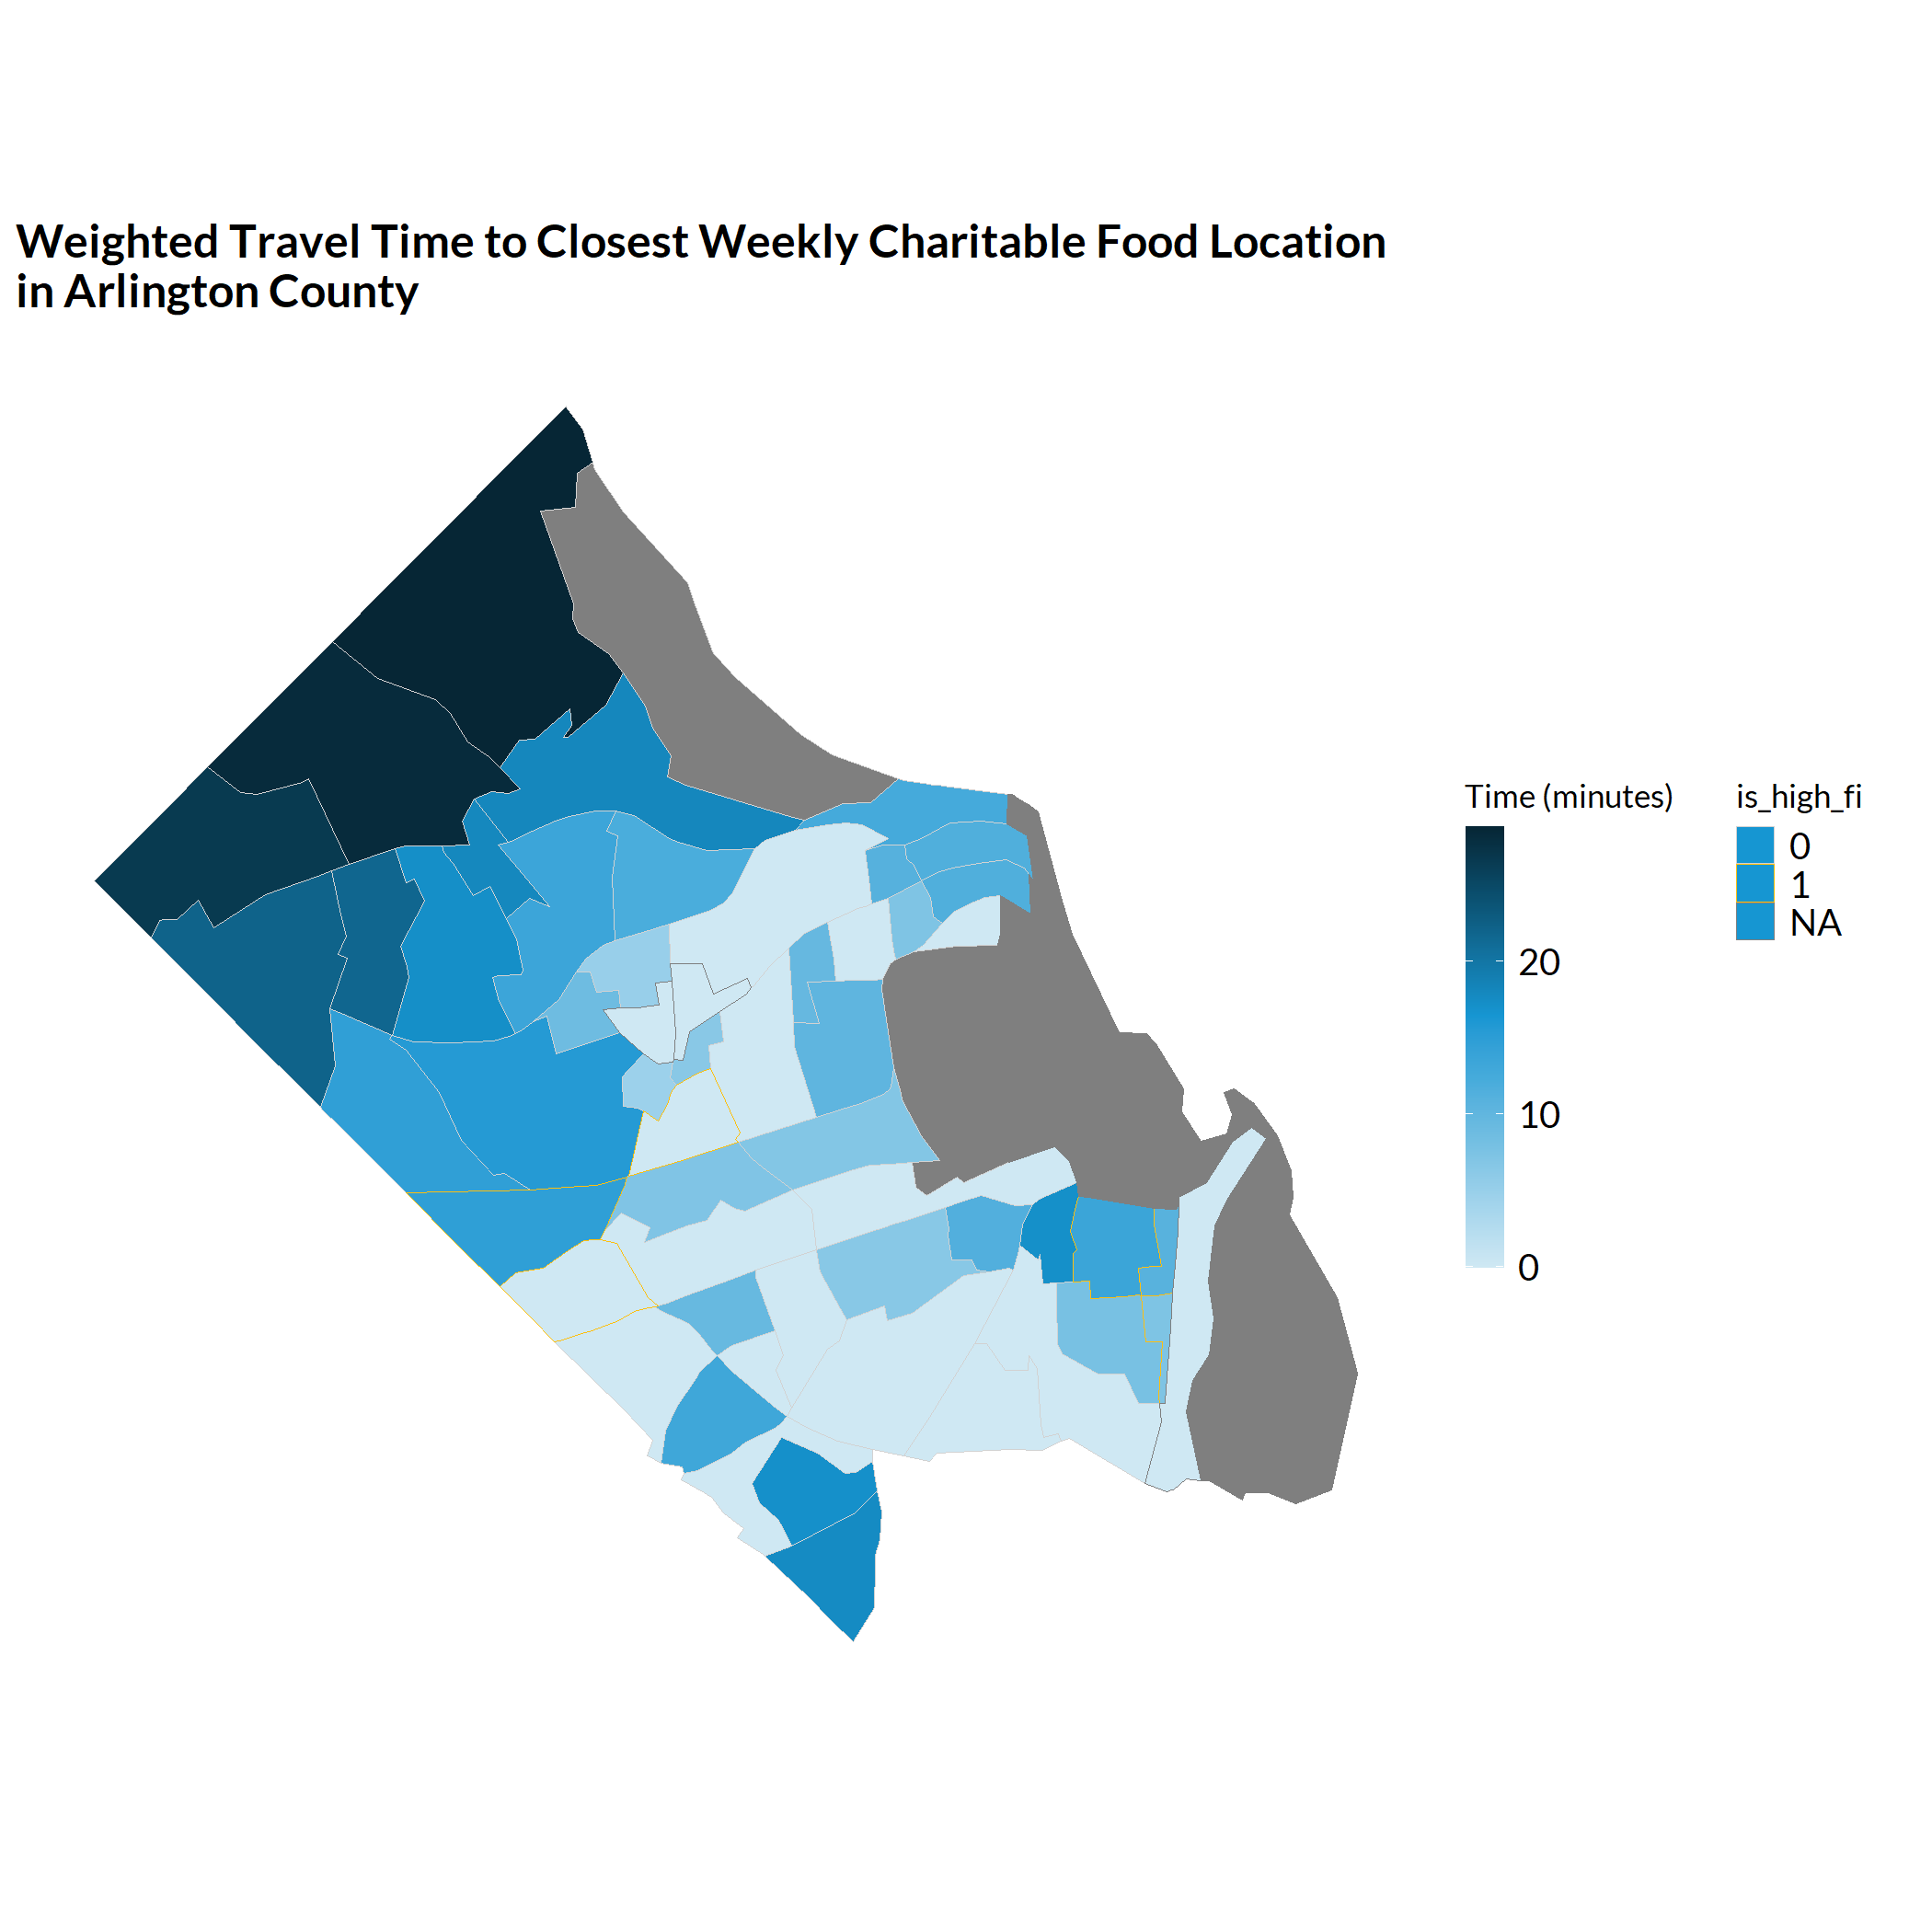 Weighted Travel Time to Closest Weekly Charitable Food Location
in Arlington County
Time (minutes)
20
10
0
is_high_fi
0
1
NA